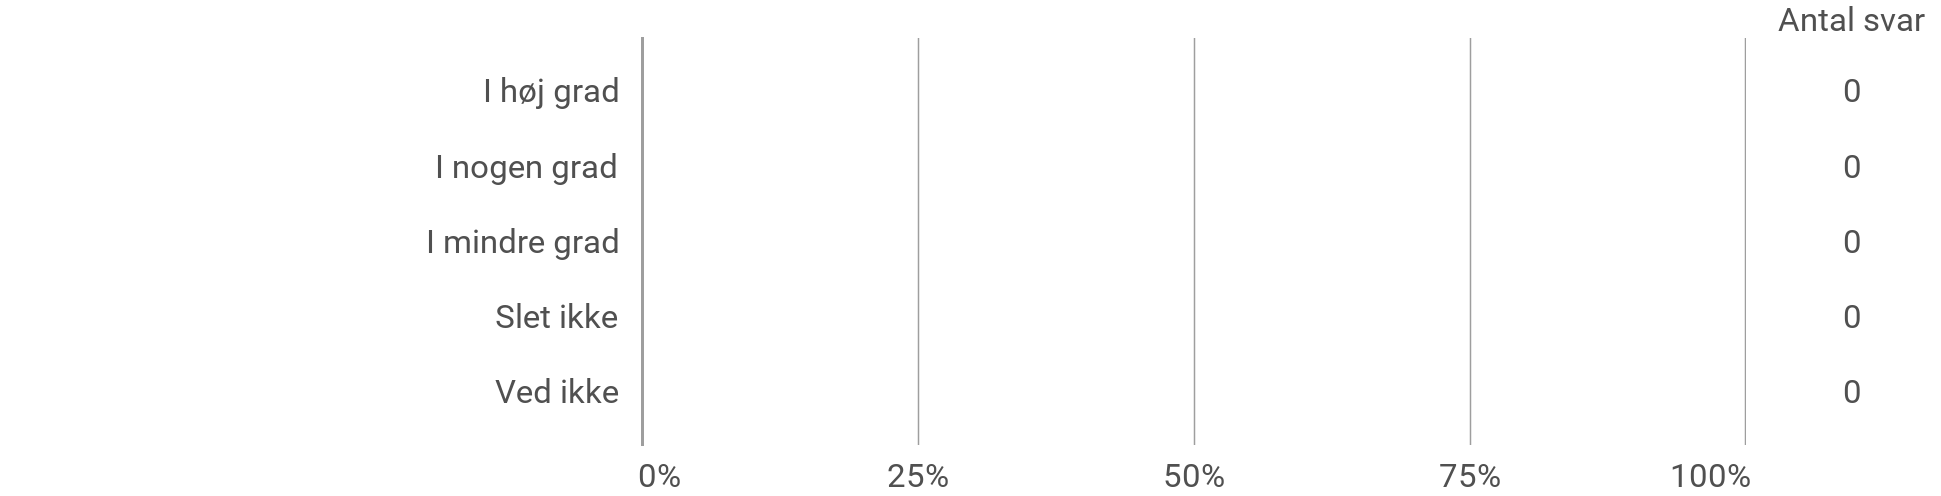 Antal svar
I høj grad 0
I nogen grad 0
I mindre grad 0
Slet ikke 0
Ved ikke 0
0% 25% 50% 75% 100%